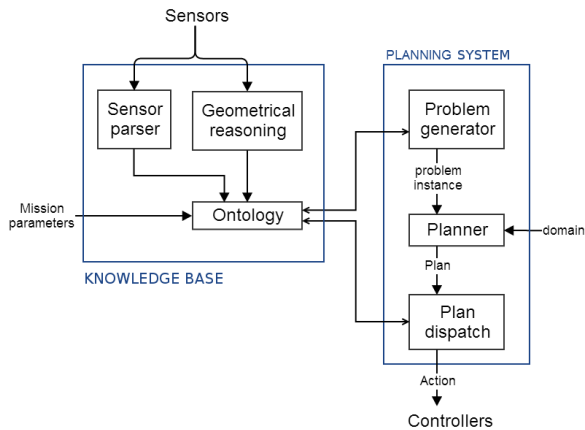 Sensors
PLANNING SYSTEM
Sensor
parser
Geometrical
reasoning
Problem
generator
problem
instance
Mission
parameters
Ontology
Planner
domain
KNOWLEDGE BASE
Plan
Plan
dispatch
Action
Controllers